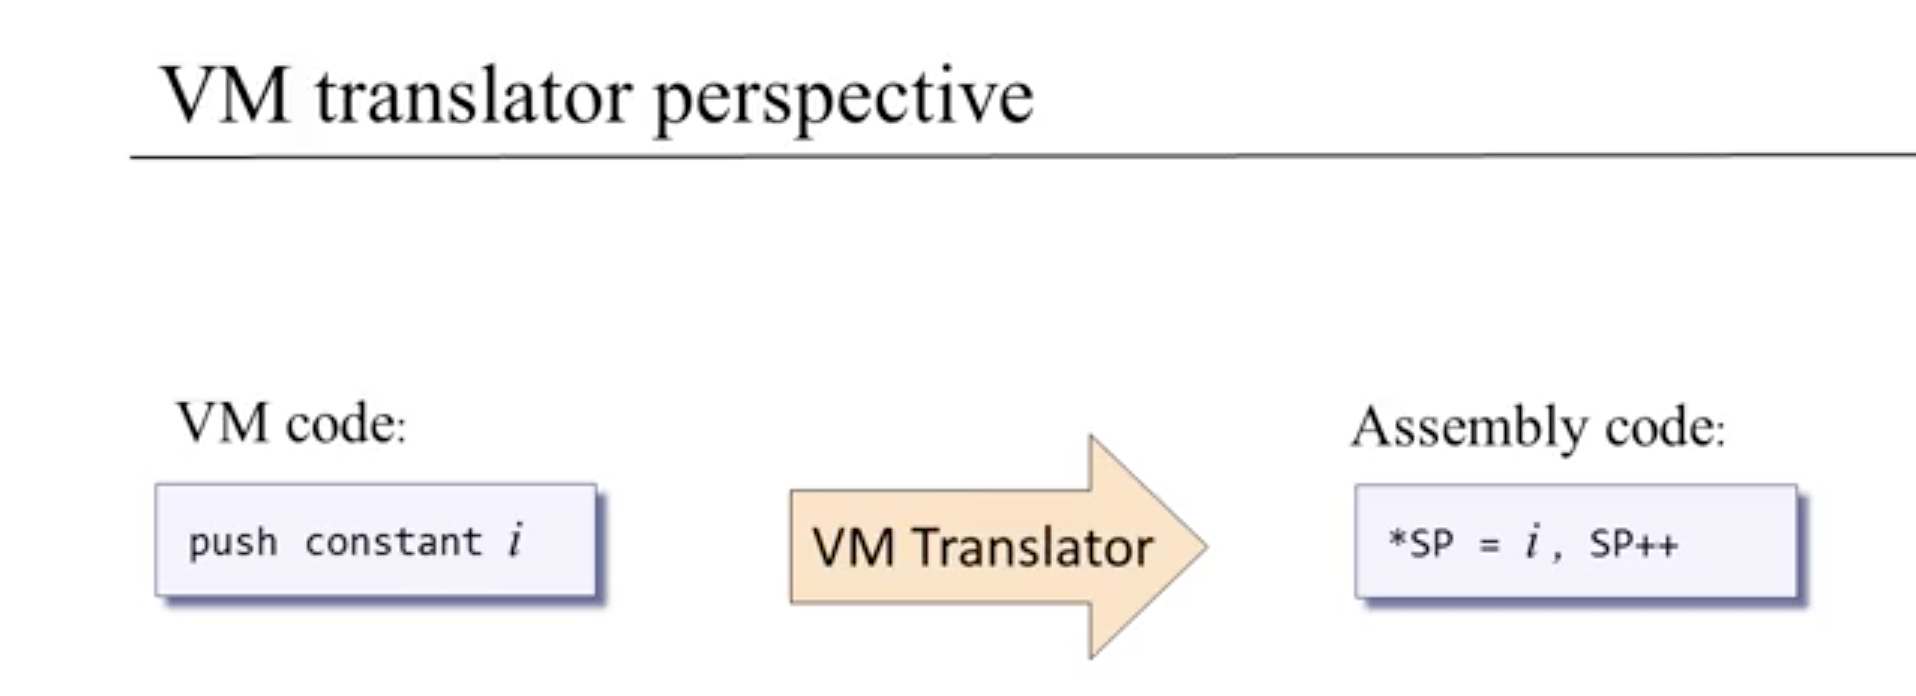 VM translator perspective
VM code:
push constant i
VM Translator
Assembly code:
*SP = i, SP++